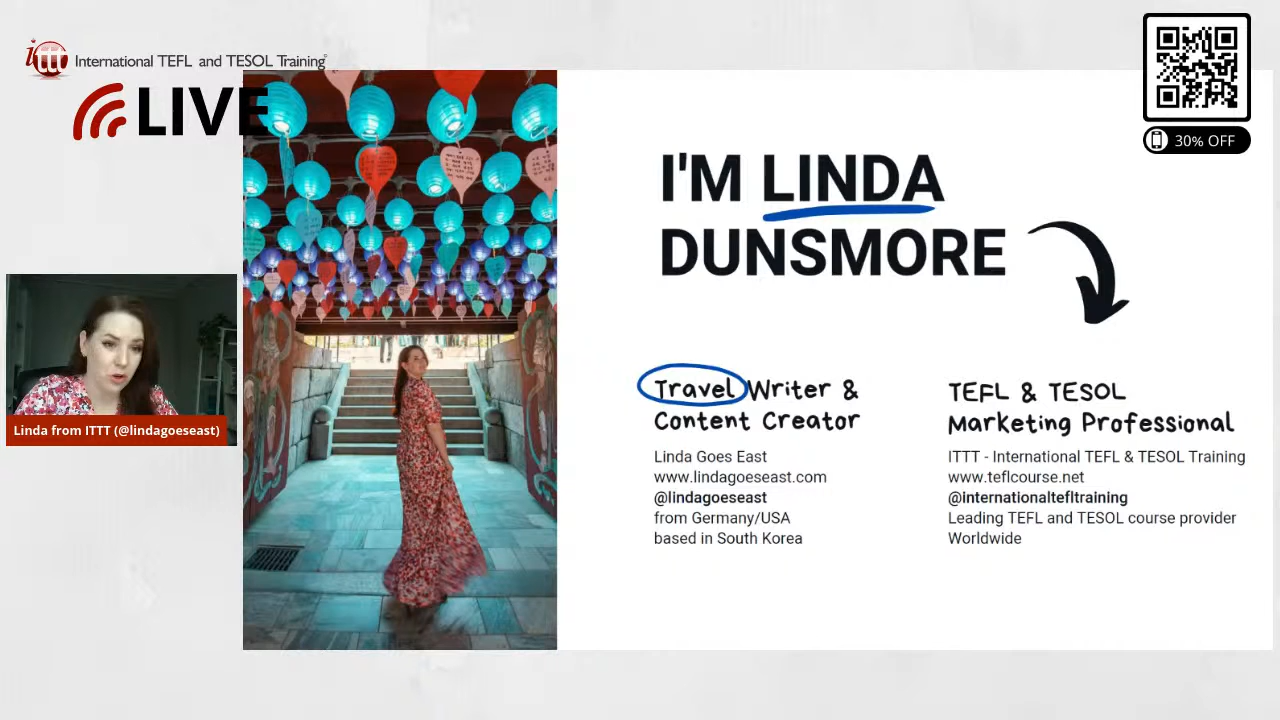 ittt International TEFL and TESOL Training
LIVE
30% OFF
I'M LINDA
DUNSMORE
Travel Writer &
Content Creator
Linda Goes East
www.lindagoeseast.com
@lindagoeseast
from Germany/USA
based in South Korea
TEFL & TESOL
Marketing Professional
ITTT - International TEFL & TESOL Training
www.teflcourse.net
@internationaltefltraining
Leading TEFL and TESOL course provider
Worldwide
Linda from ITTT (@lindagoeseast)